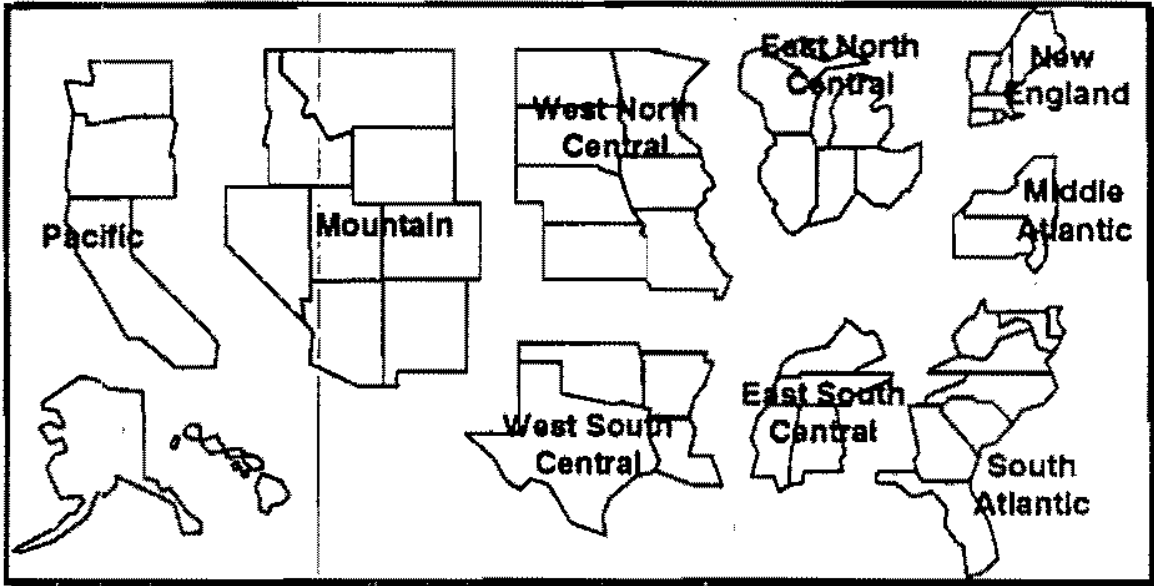 Pacific
Mountain
West North
Central
East North
Central
New
England
Middle
Atlantic
West South
Central
East South
Central
South
Atlantic